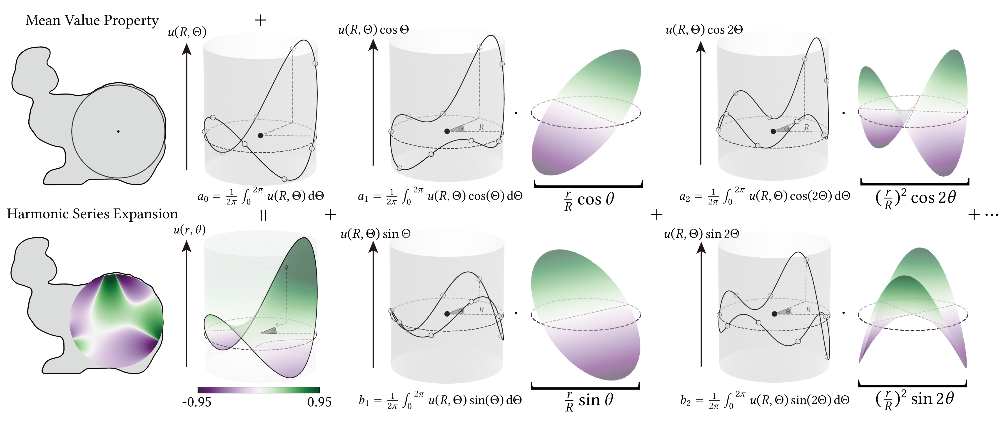 Mean Value Property
+
u(R, Θ)
u(R, Θ) cos Θ
u(R, Θ) cos 2Θ
Θ R
Θ R
· ·
a₀ = 1/2π ∫₀^2π u(R, Θ) dΘ
a₁ = 1/2π ∫₀^2π u(R, Θ) cos(Θ) dΘ
r/R cos θ
a₂ = 1/2π ∫₀^2π u(R, Θ) cos(2Θ) dΘ
(r/R)² cos 2θ
Harmonic Series Expansion
=
+
+
+ ⋯
u(r, θ)
u(R, Θ) sin Θ
u(R, Θ) sin 2Θ
r Θ
Θ R
Θ R
· ·
-0.95 0.95
b₁ = 1/2π ∫₀^2π u(R, Θ) sin(Θ) dΘ
r/R sin θ
b₂ = 1/2π ∫₀^2π u(R, Θ) sin(2Θ) dΘ
(r/R)² sin 2θ